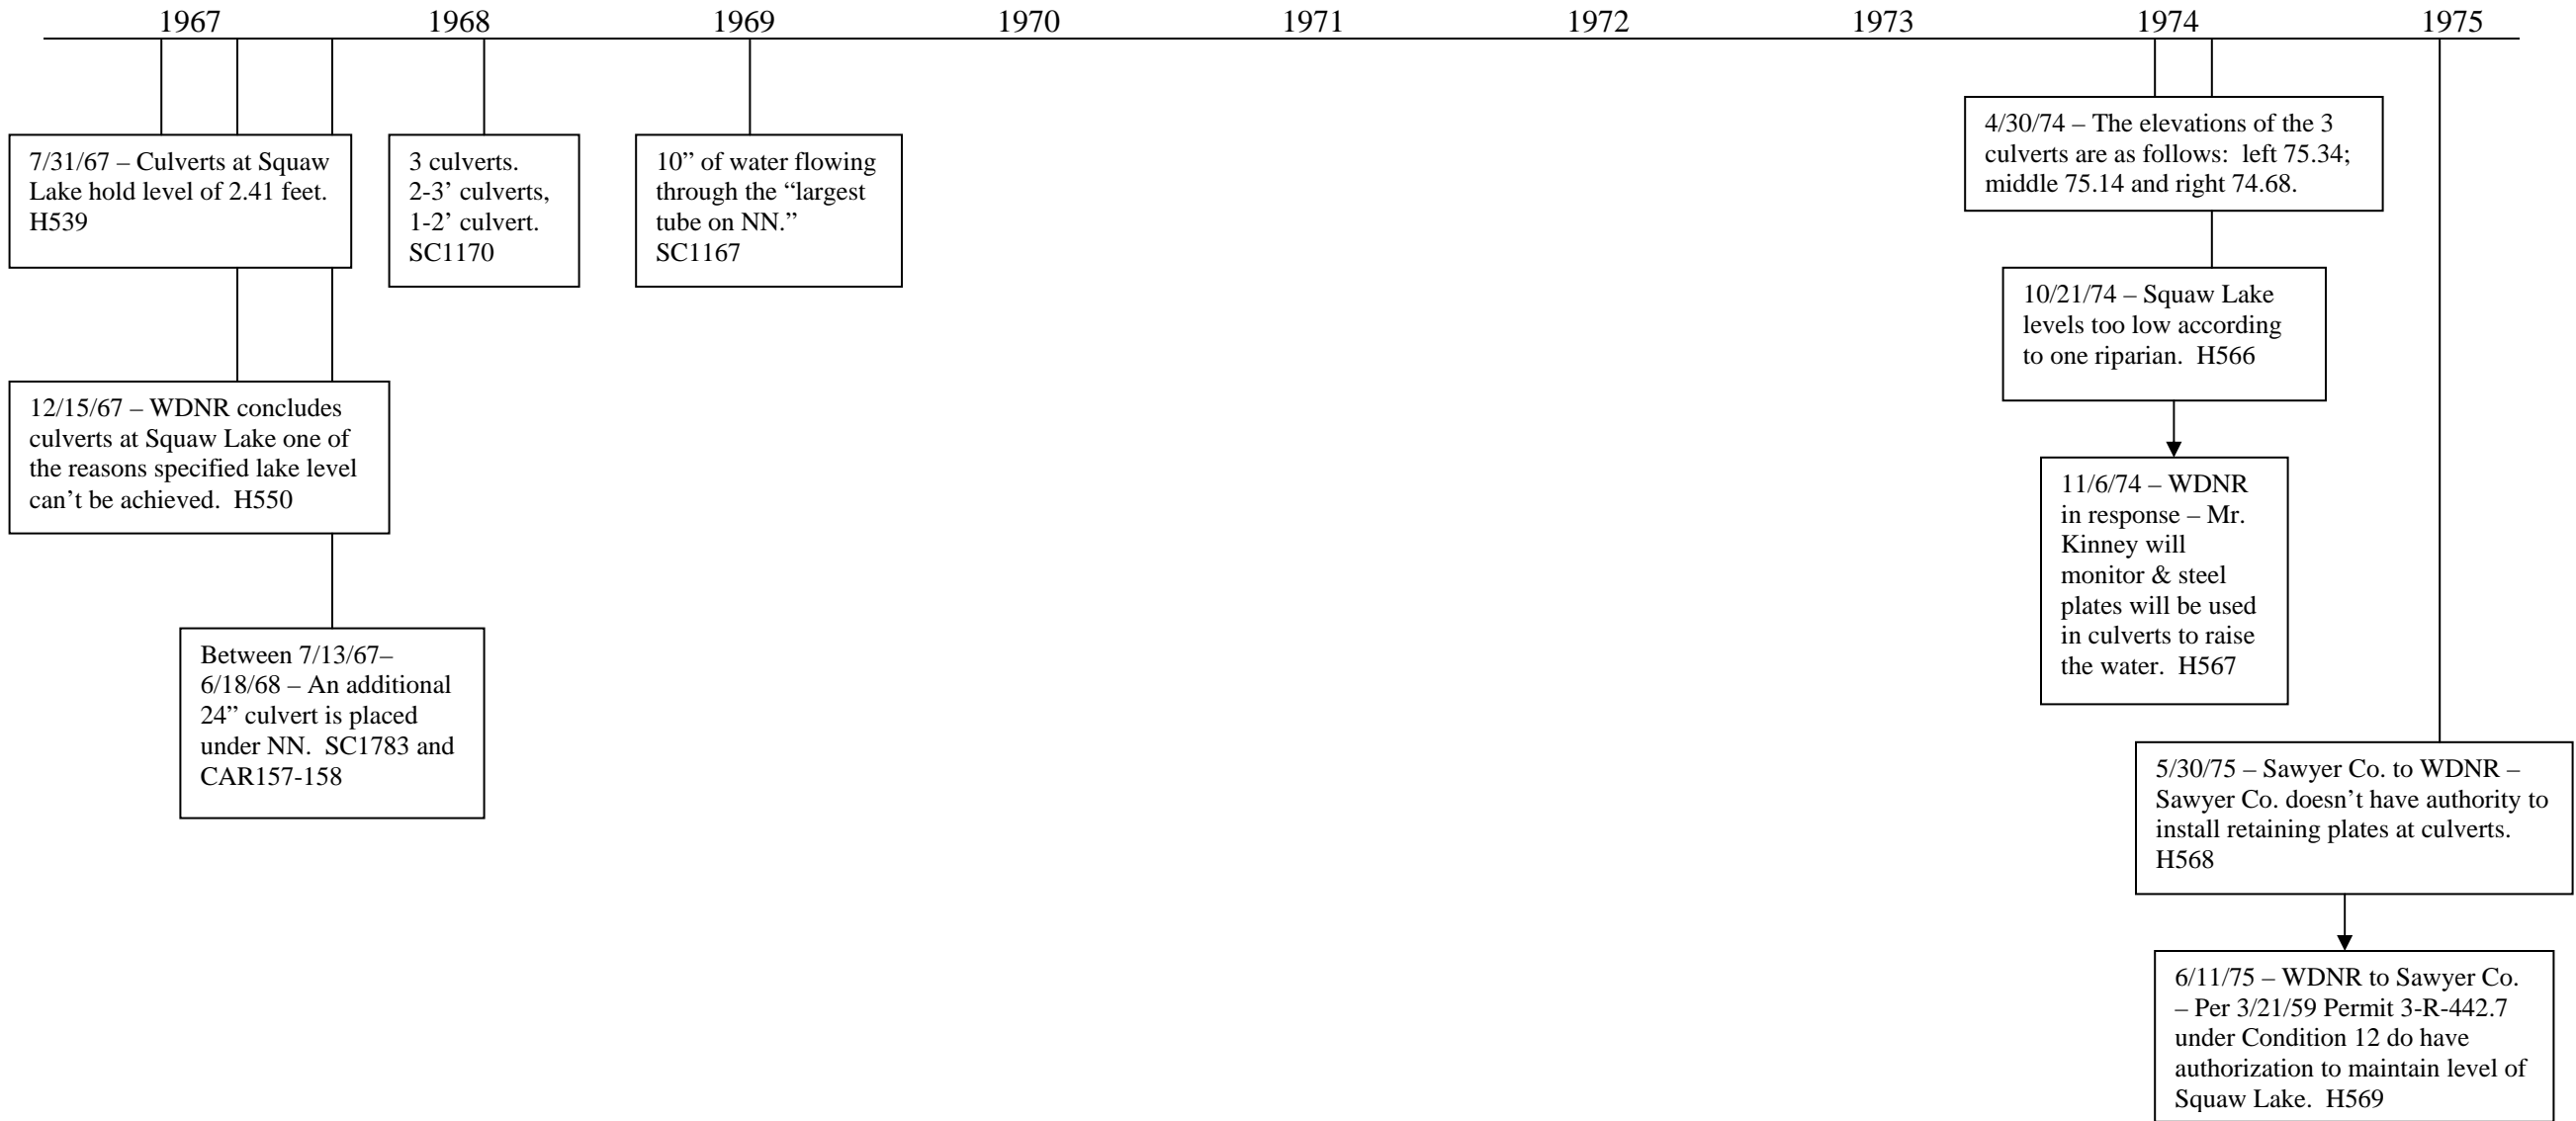 1967 1968 1969 1970 1971 1972 1973 1974 1975
7/31/67 – Culverts at Squaw
Lake hold level of 2.41 feet.
H539
3 culverts.
2-3’ culverts,
1-2’ culvert.
SC1170
10” of water flowing
through the “largest
tube on NN.”
SC1167
4/30/74 – The elevations of the 3
culverts are as follows: left 75.34;
middle 75.14 and right 74.68.
10/21/74 – Squaw Lake
levels too low according
to one riparian. H566
12/15/67 – WDNR concludes
culverts at Squaw Lake one of
the reasons specified lake level
can’t be achieved. H550
11/6/74 – WDNR
in response – Mr.
Kinney will
monitor & steel
plates will be used
in culverts to raise
the water. H567
Between 7/13/67–
6/18/68 – An additional
24” culvert is placed
under NN. SC1783 and
CAR157-158
5/30/75 – Sawyer Co. to WDNR –
Sawyer Co. doesn’t have authority to
install retaining plates at culverts.
H568
6/11/75 – WDNR to Sawyer Co.
– Per 3/21/59 Permit 3-R-442.7
under Condition 12 do have
authorization to maintain level of
Squaw Lake. H569